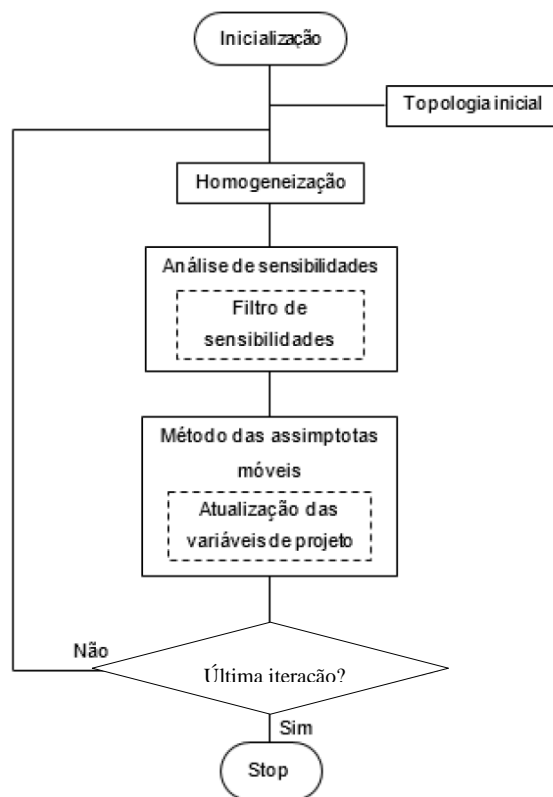 Inicialização
Topologia inicial
Homogeneização
Análise de sensibilidades
Filtro de
sensibilidades
Método das assimptotas
móveis
Atualização das
variáveis de projeto
Não
Última iteração?
Sim
Stop